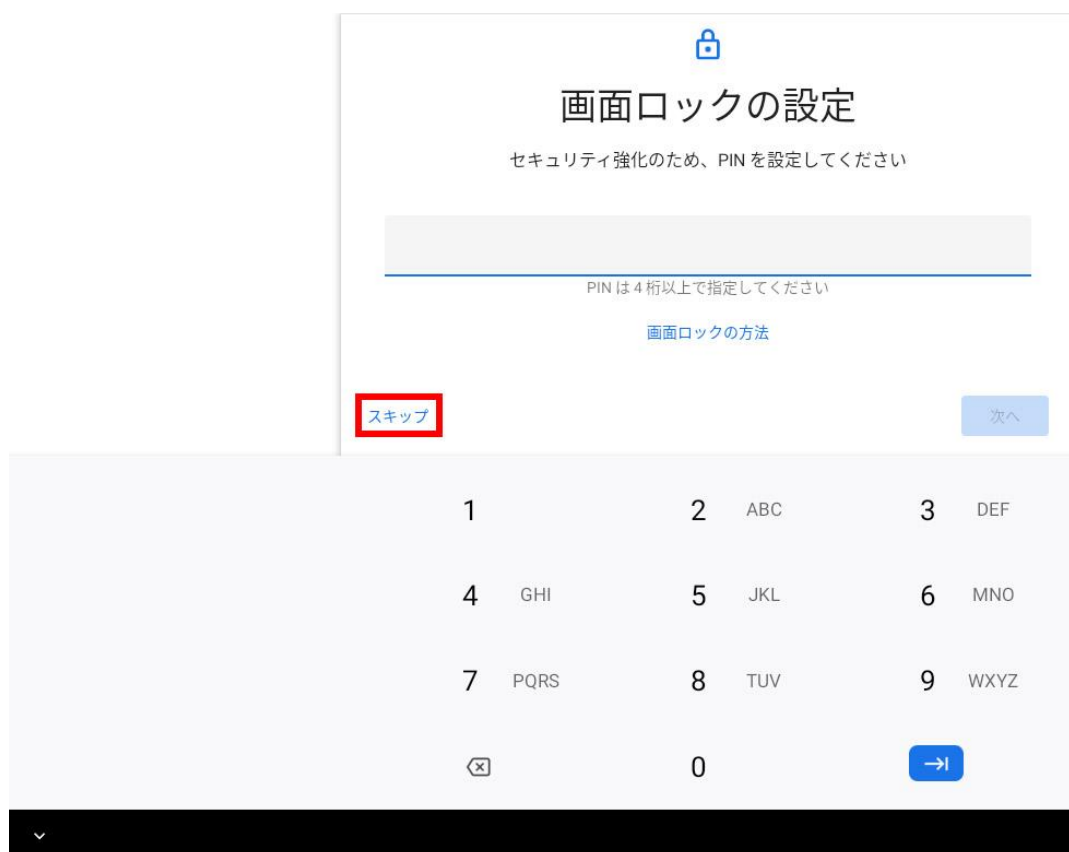 画面ロックの設定
セキュリティ強化のため、PIN を設定してください
PIN は 4 桁以上で指定してください
画面ロックの方法
スキップ 次へ
1 2 ABC 3 DEF
4 GHI 5 JKL 6 MNO
7 PQRS 8 TUV 9 WXYZ
0